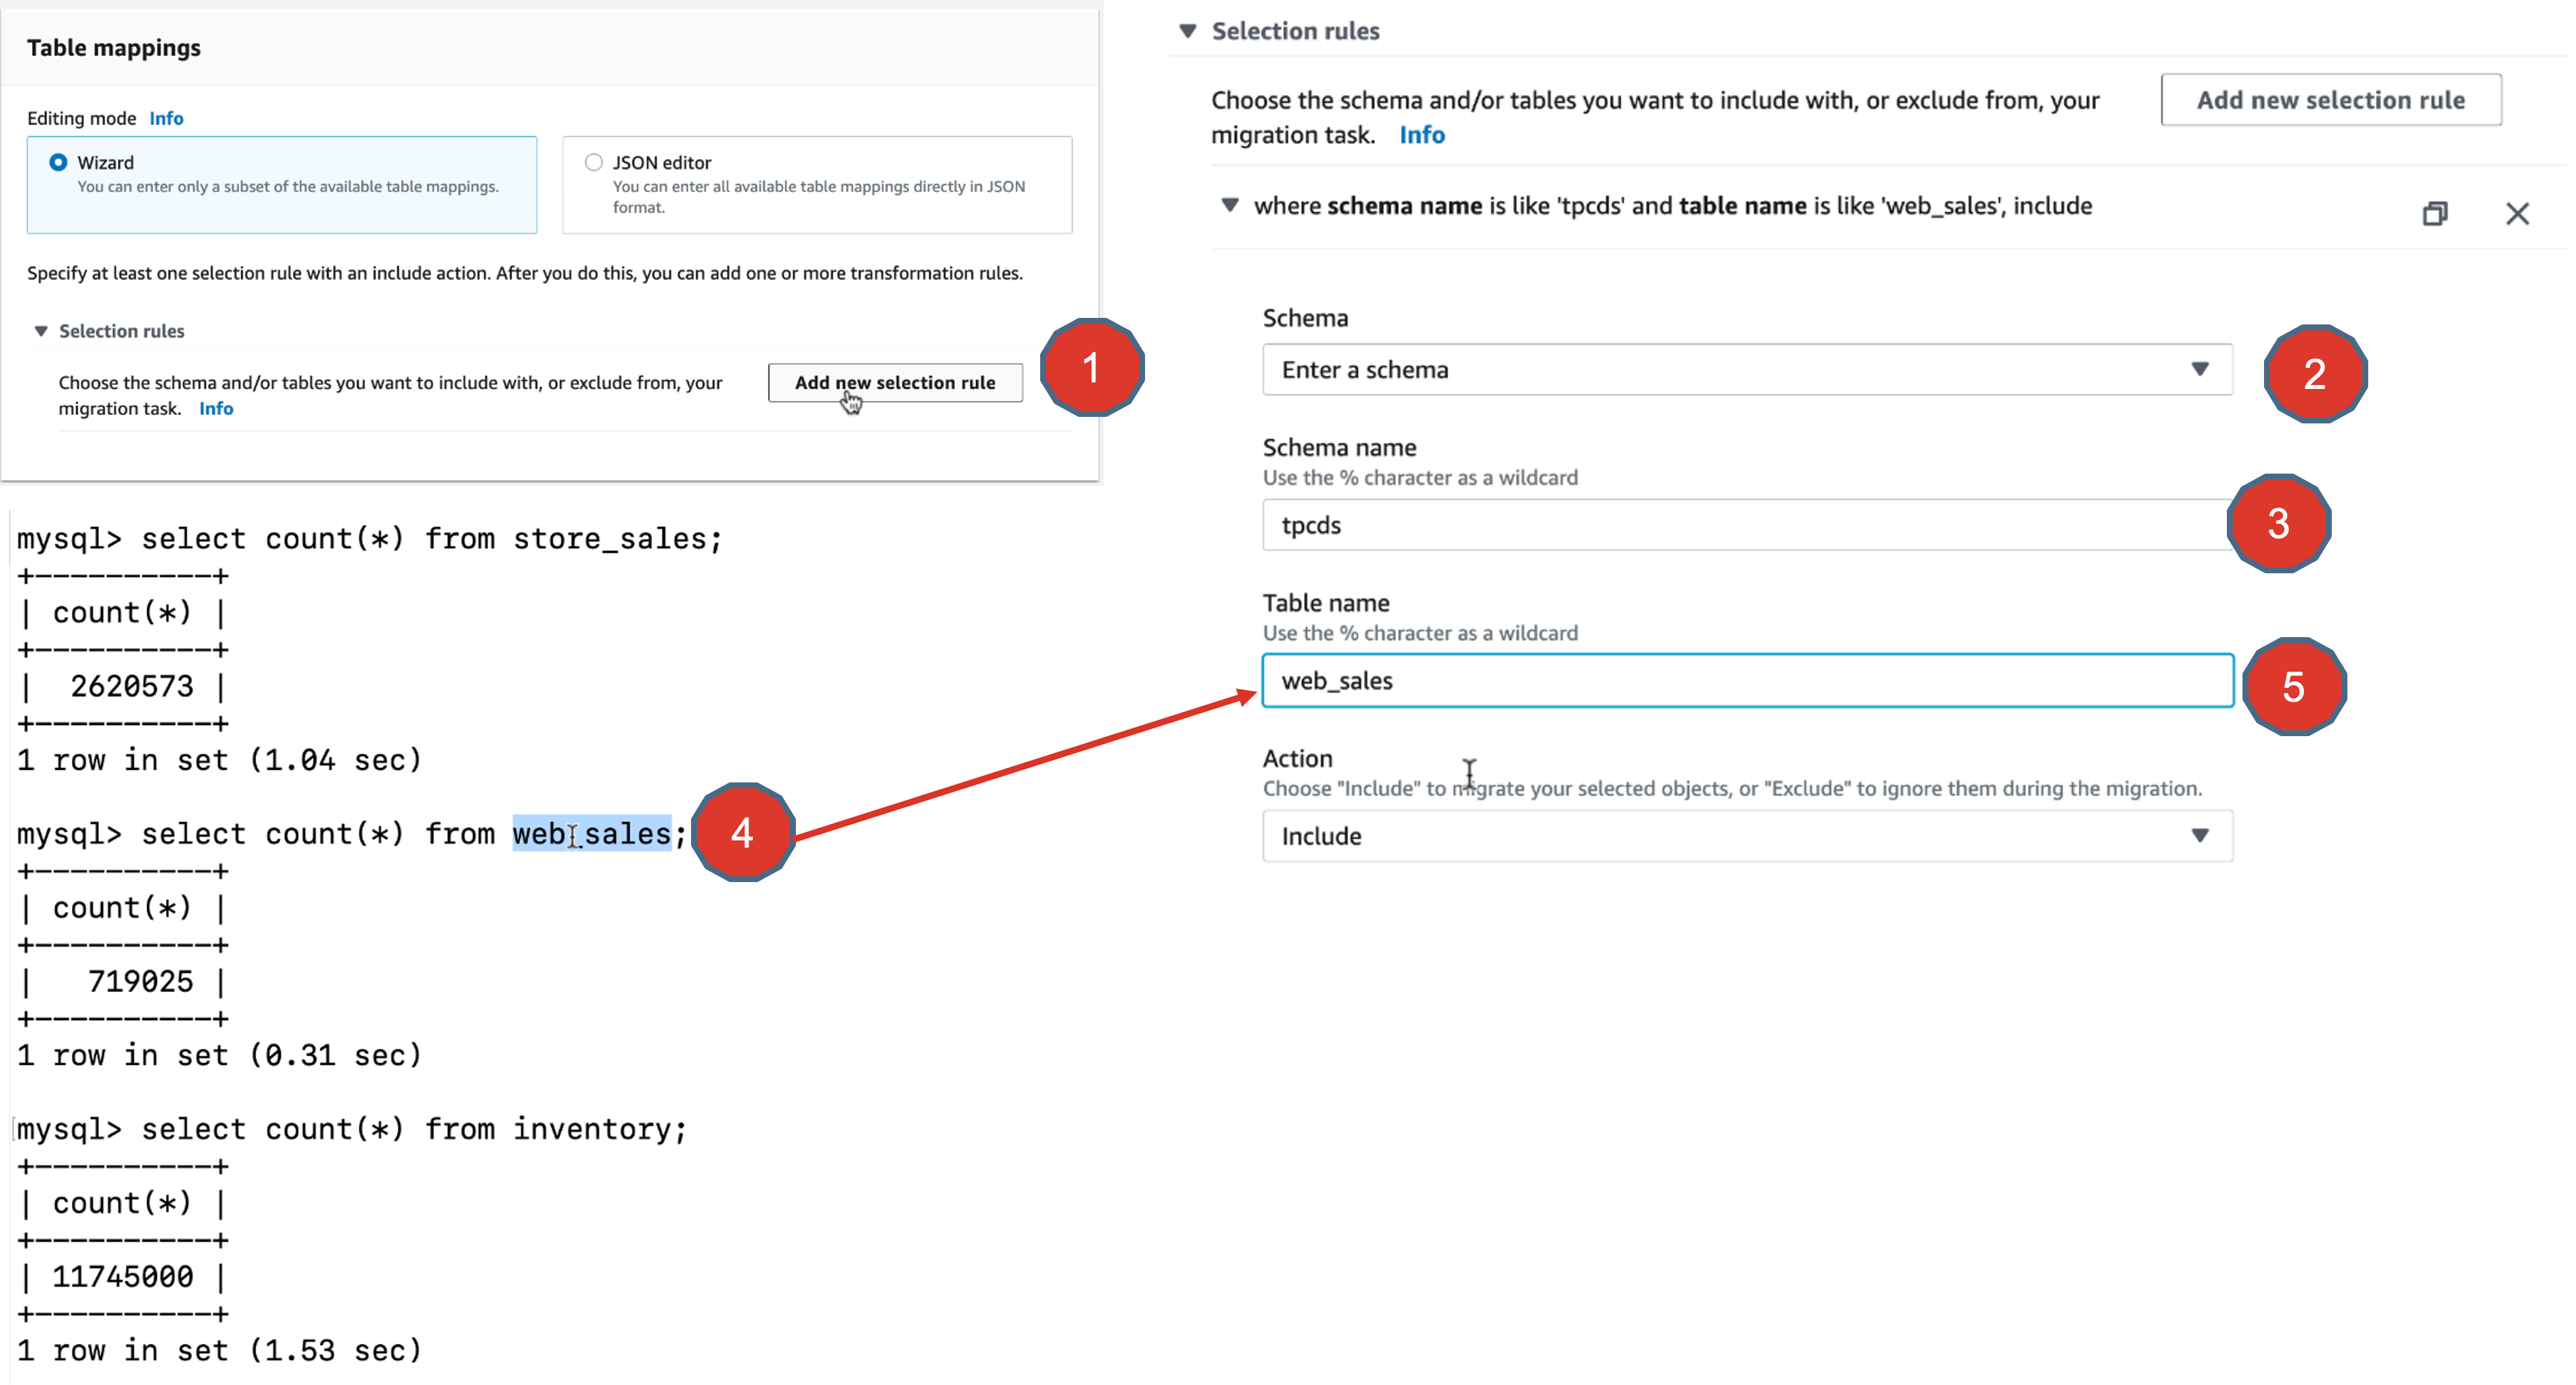 Table mappings
Editing mode Info
Wizard
You can enter only a subset of the available table mappings.
JSON editor
You can enter all available table mappings directly in JSON
format.
Specify at least one selection rule with an include action. After you do this, you can add one or more transformation rules.
Selection rules
Choose the schema and/or tables you want to include with, or exclude from, your
migration task. Info
Add new selection rule
1
mysql> select count(*) from store_sales;
+----------+
| count(*) |
+----------+
|  2620573 |
+----------+
1 row in set (1.04 sec)
mysql> select count(*) from web_sales;
4
+----------+
| count(*) |
+----------+
|   719025 |
+----------+
1 row in set (0.31 sec)
mysql> select count(*) from inventory;
+----------+
| count(*) |
+----------+
| 11745000 |
+----------+
1 row in set (1.53 sec)
Selection rules
Choose the schema and/or tables you want to include with, or exclude from, your
migration task. Info
Add new selection rule
where schema name is like 'tpcds' and table name is like 'web_sales', include
Schema
Enter a schema
2
Schema name
Use the % character as a wildcard
tpcds
3
Table name
Use the % character as a wildcard
web_sales
5
Action
Choose "Include" to migrate your selected objects, or "Exclude" to ignore them during the migration.
Include